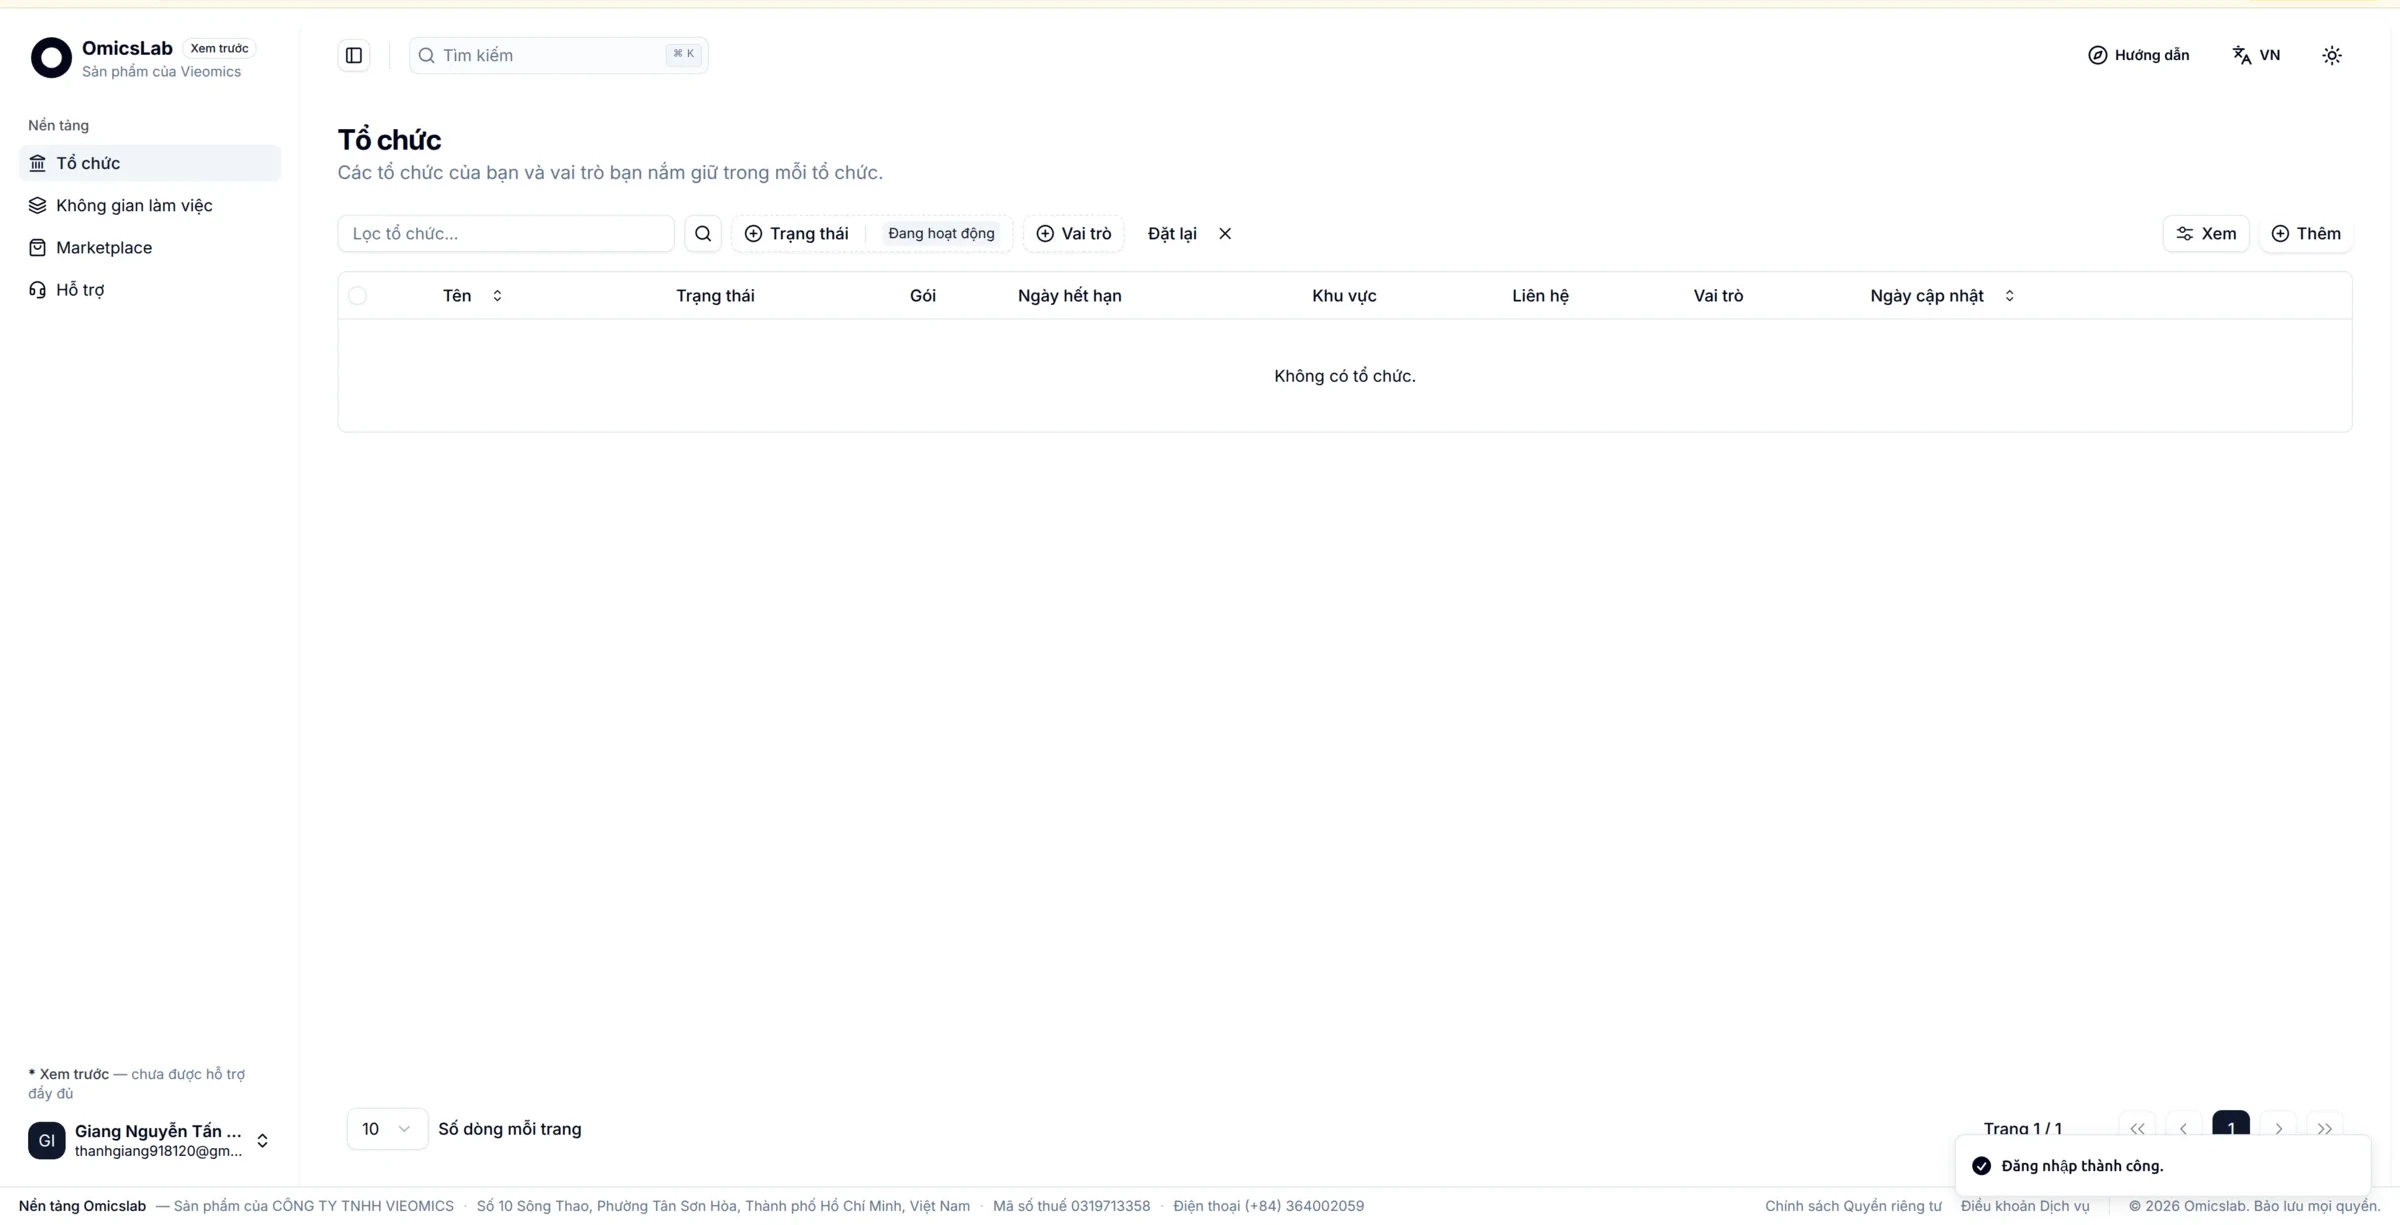 OmicsLab Xem trước
Sản phẩm của Vieomics
Tìm kiếm ⌘ K
Hướng dẫn
VN
Nền tảng
Tổ chức
Không gian làm việc
Marketplace
Hỗ trợ
Tổ chức
Các tổ chức của bạn và vai trò bạn nắm giữ trong mỗi tổ chức.
Lọc tổ chức... Trạng thái Đang hoạt động Vai trò Đặt lại Xem Thêm
Tên Trạng thái Gói Ngày hết hạn Khu vực Liên hệ Vai trò Ngày cập nhật
Không có tổ chức.
* Xem trước — chưa được hỗ trợ
đầy đủ
GI
Giang Nguyễn Tấn ...
thanhgiang918120@gm...
10 Số dòng mỗi trang
Trang 1 / 1
1
Đăng nhập thành công.
Nền tảng Omicslab — Sản phẩm của CÔNG TY TNHH VIEOMICS · Số 10 Sông Thao, Phường Tân Sơn Hòa, Thành phố Hồ Chí Minh, Việt Nam · Mã số thuế 0319713358 · Điện thoại (+84) 364002059
Chính sách Quyền riêng tư Điều khoản Dịch vụ © 2026 Omicslab. Bảo lưu mọi quyền.